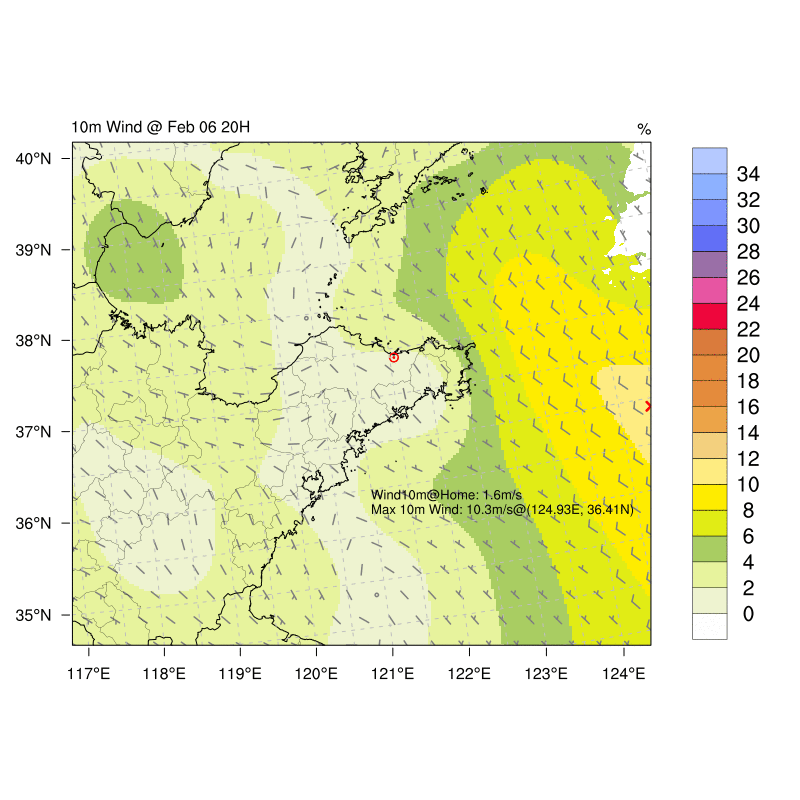 10m Wind @ Feb 06 20H
%
40°N
39°N
38°N
37°N
36°N
35°N
Wind10m@Home: 1.6m/s
Max 10m Wind: 10.3m/s@(124.93E; 36.41N)
117°E 118°E 119°E 120°E 121°E 122°E 123°E 124°E
34
32
30
28
26
24
22
20
18
16
14
12
10
8
6
4
2
0